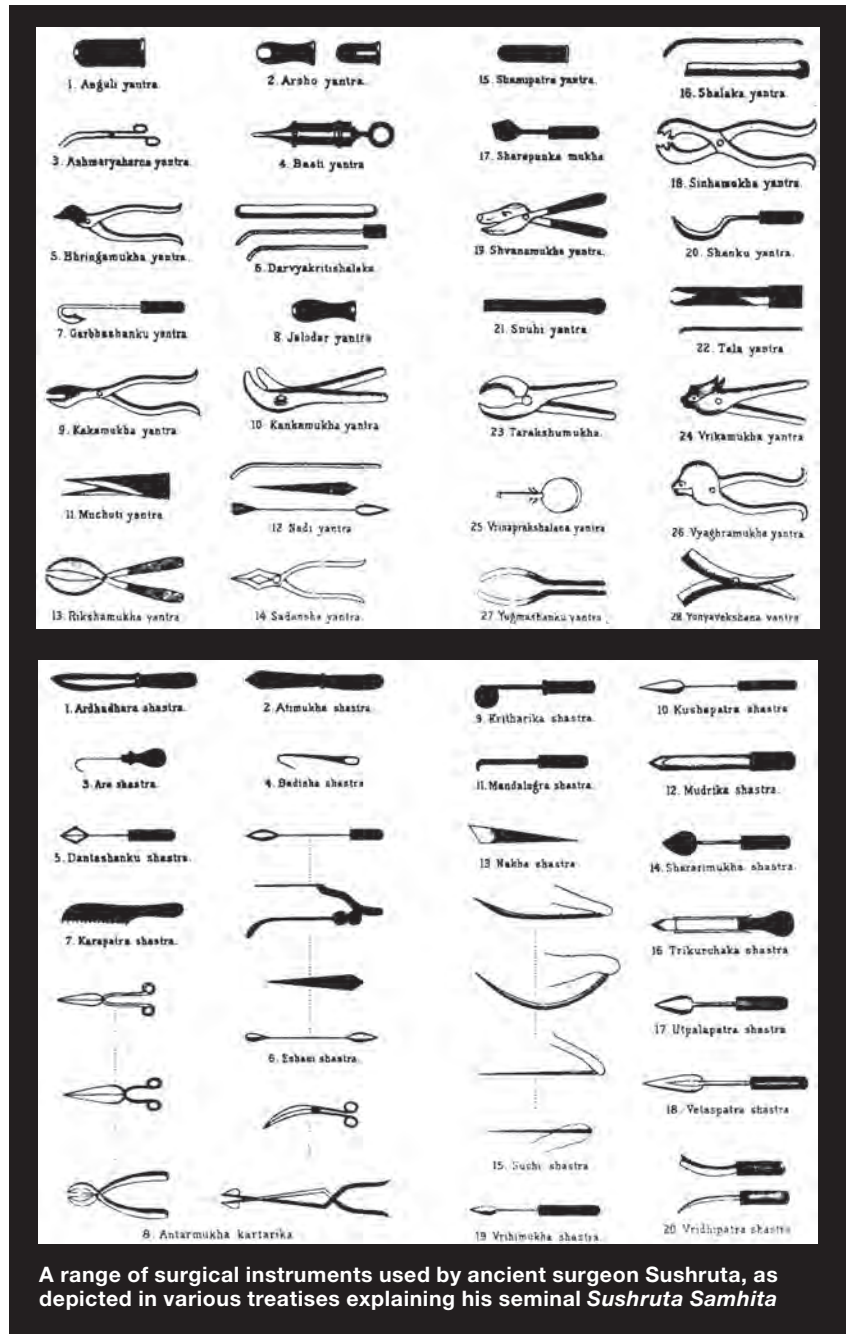 1. Anguli yantra
2. Arsho yantra
15. Shamipatra yantra.
16. Shalaka yantra.
3. Ashmaryaharna yantra.
4. Basti yantra
17. Sharapunka mukha
18. Sinhamukha yantra.
5. Bhringamukha yantra.
6. Darvyakritishalaka.
19. Shvanamukha yantra.
20. Shanku yantra.
7. Garbhashanku yantra
8. Jalodar yantra
21. Snuhi yantra.
22. Tala yantra
9. Kakamukha yantra.
10. Kankamukha yantra.
23. Tarakshumukha.
24. Vrikamukha yantra
11. Muchuti yantra.
12 Nadi yantra
25 Vrinaprakshalana yantra
26. Vyaghramukha yantra
13. Rikshamukha yantra
14 Sadansha yantra.
27. Yugmashanku yantra
28. Yonyavekshana yantra
1. Ardhadhara shastra.
2. Atimukha shastra.
9. Kritharika shastra.
10 Kushapatra shastra
3. Ara shastra.
4. Badisha shastra
11. Mandalagra shastra.
12. Mudrika shastra.
5. Dantashanku shastra.
13 Nakha shastra
14. Shararimukha shastra.
7. Karapatra shastra.
16 Trikurchaka shastra
6. Eshani shastra.
17. Utpalapatra shastra
15. Suchi shastra
18. Vetaspatra shastra
8. Antarmukha kartarika.
19 Vrihimukha shastra.
20 Vridhipatra shastra
A range of surgical instruments used by ancient surgeon Sushruta, as
depicted in various treatises explaining his seminal Sushruta Samhita